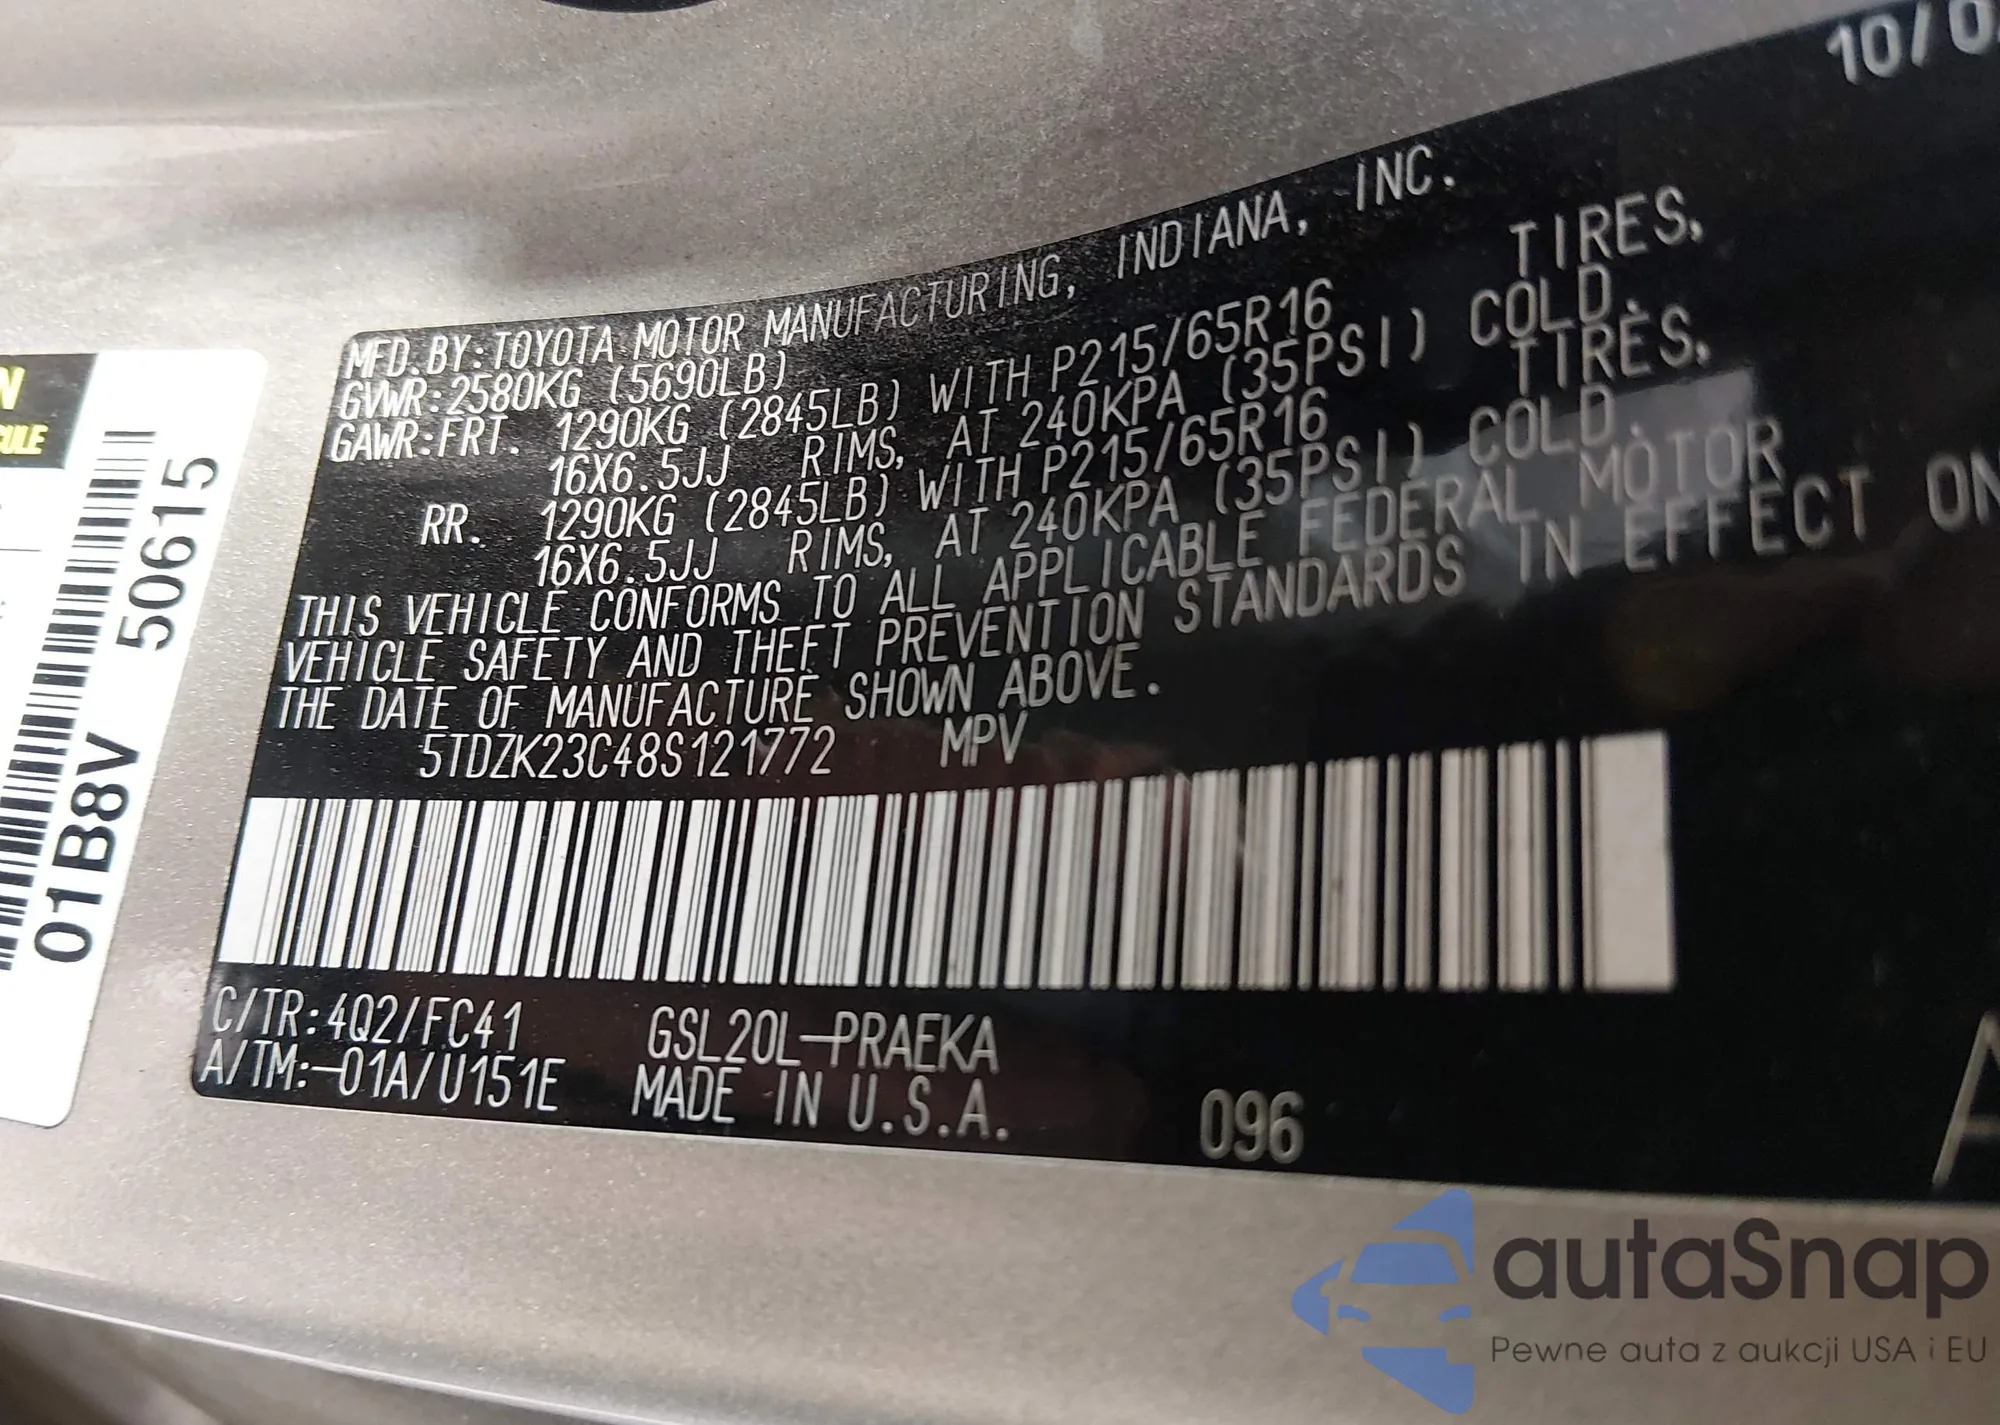 10/0
MFD.BY:TOYOTA MOTOR MANUFACTURING, INDIANA, INC.
GVWR:2580KG (5690LB)
GAWR:FRT. 1290KG (2845LB) WITH P215/65R16 TIRES,
16X6.5JJ RIMS, AT 240KPA (35PSI) COLD.
RR. 1290KG (2845LB) WITH P215/65R16 TIRES,
16X6.5JJ RIMS, AT 240KPA (35PSI) COLD.
THIS VEHICLE CONFORMS TO ALL APPLICABLE FEDERAL MOTOR
VEHICLE SAFETY AND THEFT PREVENTION STANDARDS IN EFFECT ON
THE DATE OF MANUFACTURE SHOWN ABOVE.
5TDZK23C48S121772 MPV
C/TR:4Q2/FC41 GSL20L-PRAEKA
A/TM:-01A/U151E MADE IN U.S.A. 096
01B8V 50615
autaSnap
Pewne auta z aukcji USA i EU